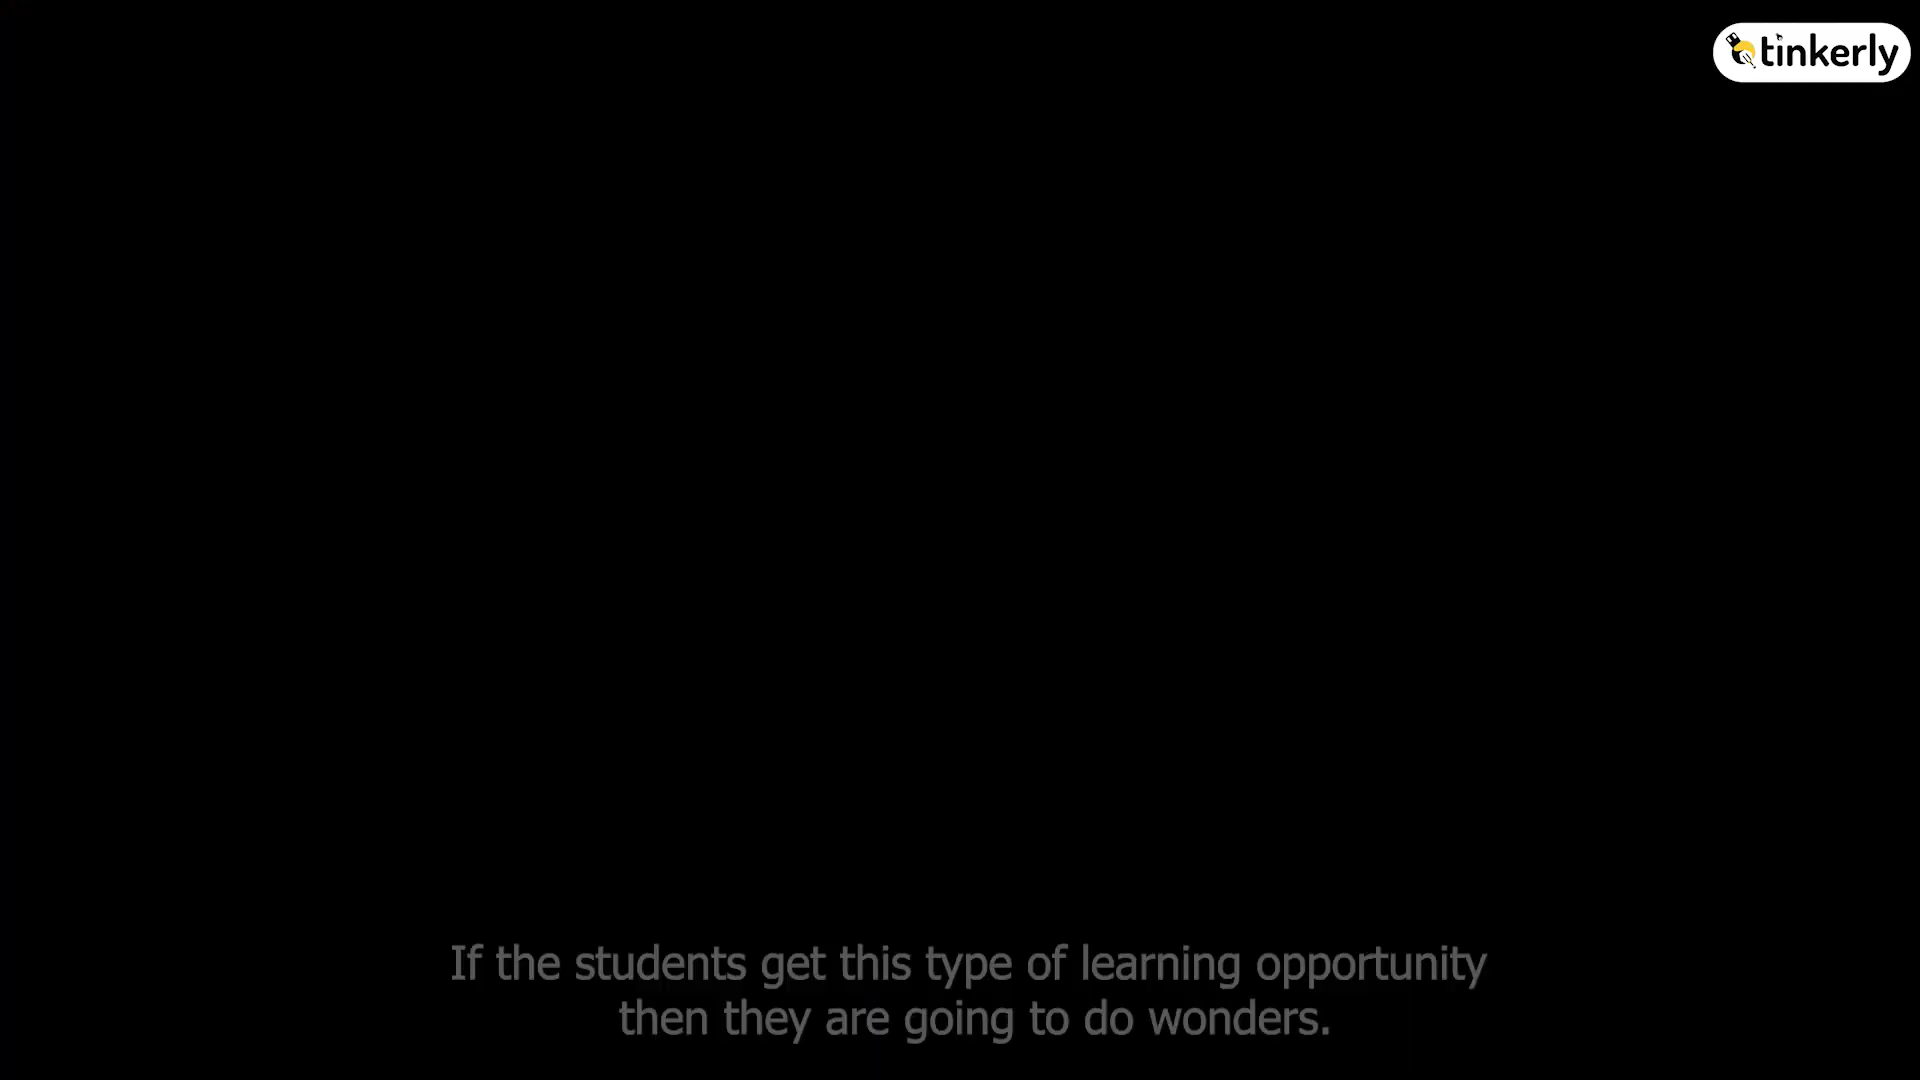 tinkerly
If the students get this type of learning opportunity
then they are going to do wonders.